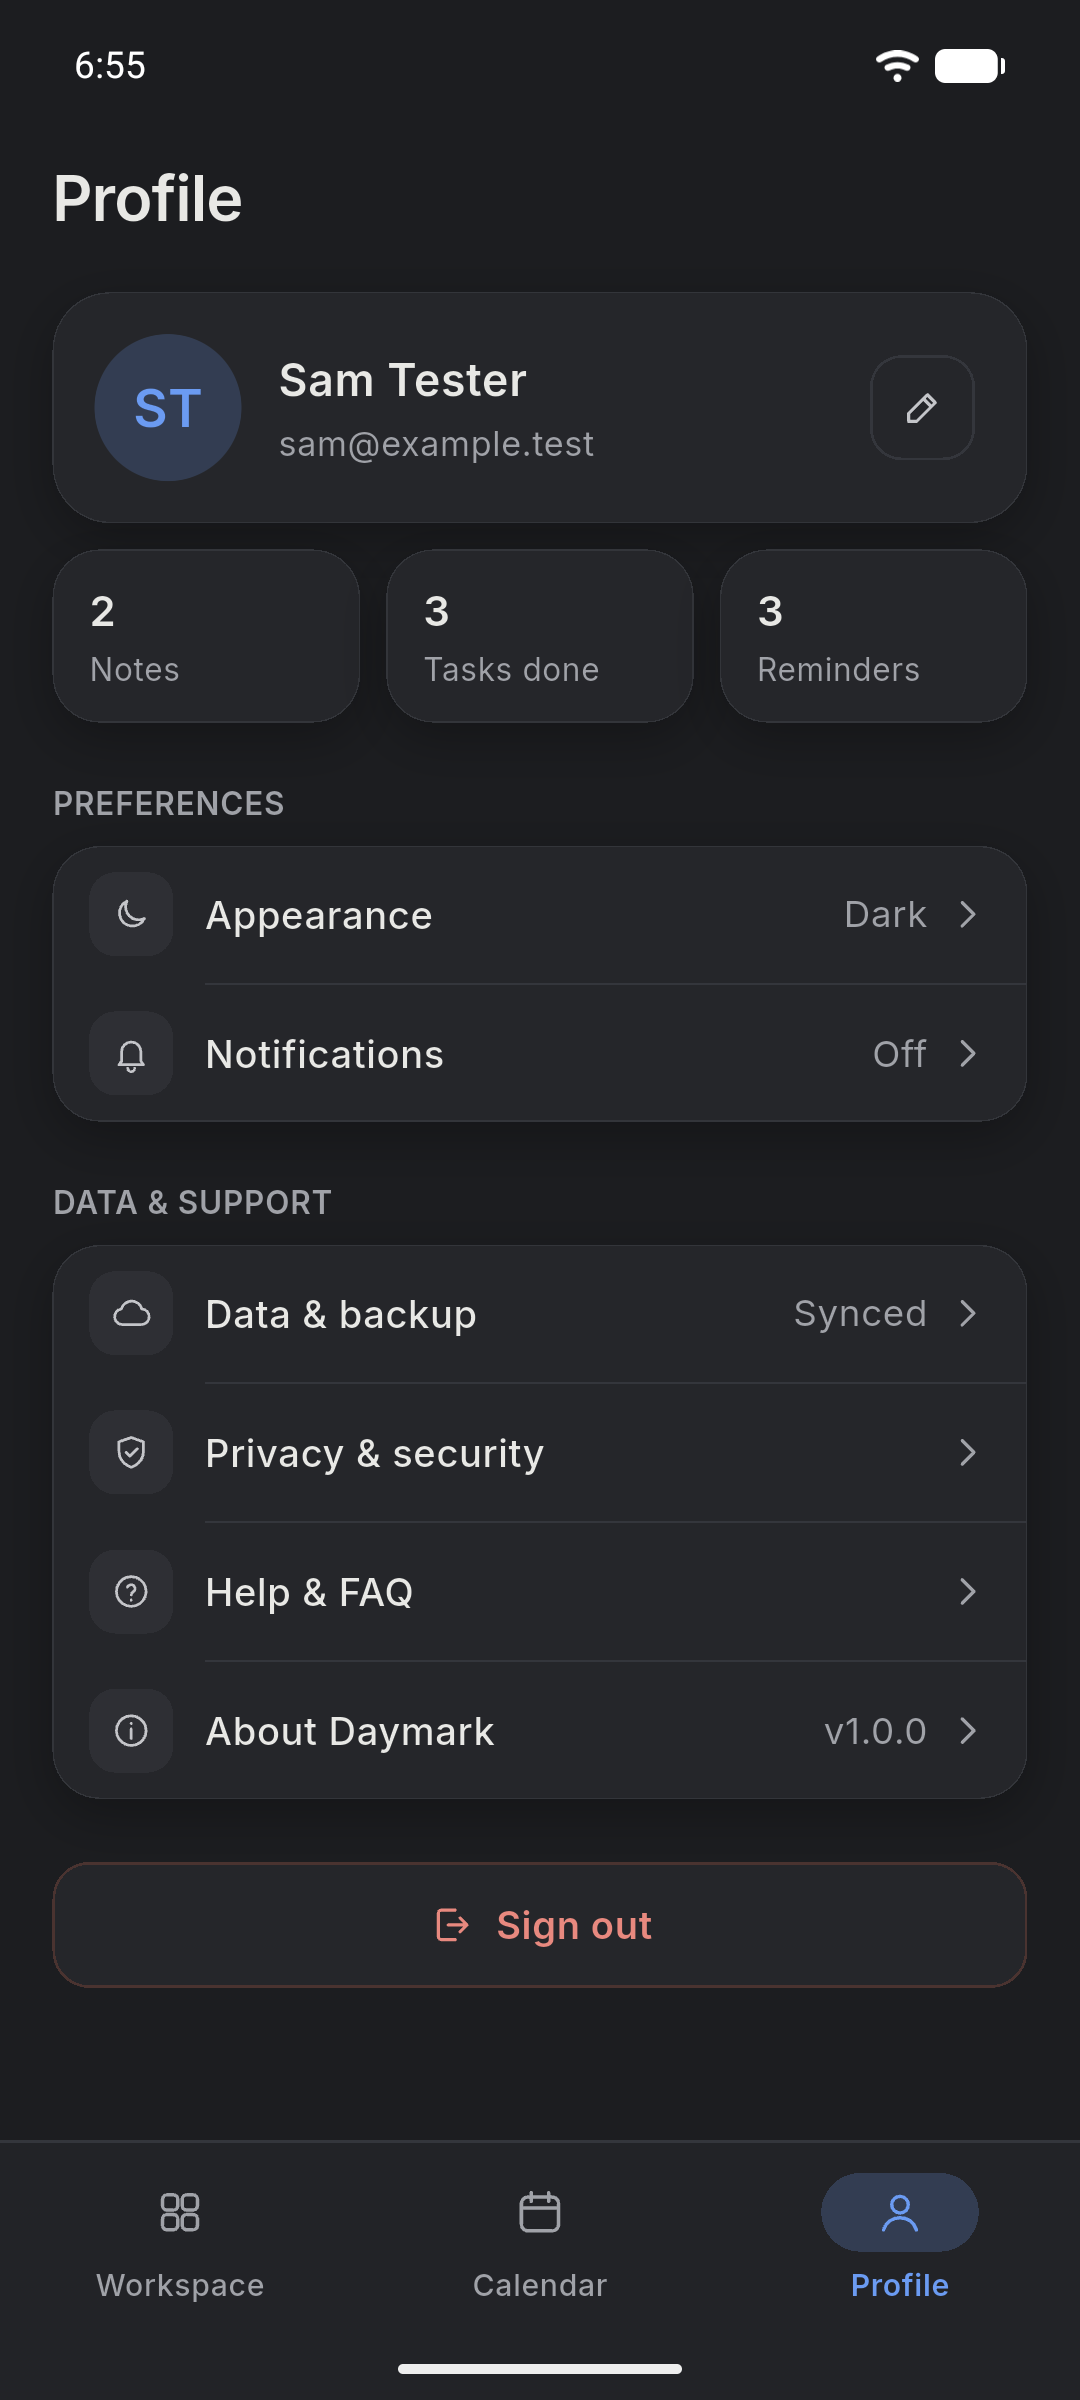 6:55
Profile
ST
Sam Tester
sam@example.test
2
Notes
3
Tasks done
3
Reminders
PREFERENCES
Appearance
Dark
Notifications
Off
DATA & SUPPORT
Data & backup
Synced
Privacy & security
Help & FAQ
About Daymark
v1.0.0
Sign out
Workspace
Calendar
Profile